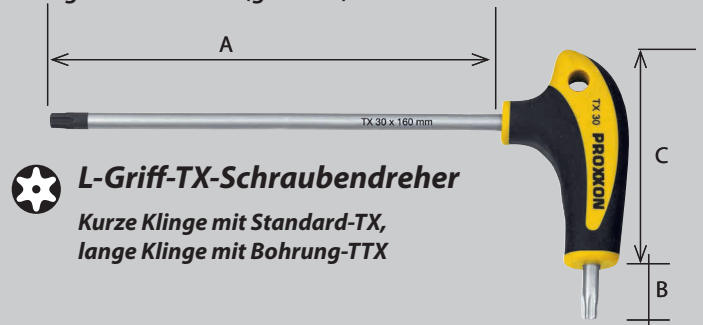 A
TX 30 x 160 mm
TX 30 PROXXON
C
L-Griff-TX-Schraubendreher
Kurze Klinge mit Standard-TX,
lange Klinge mit Bohrung-TTX
B